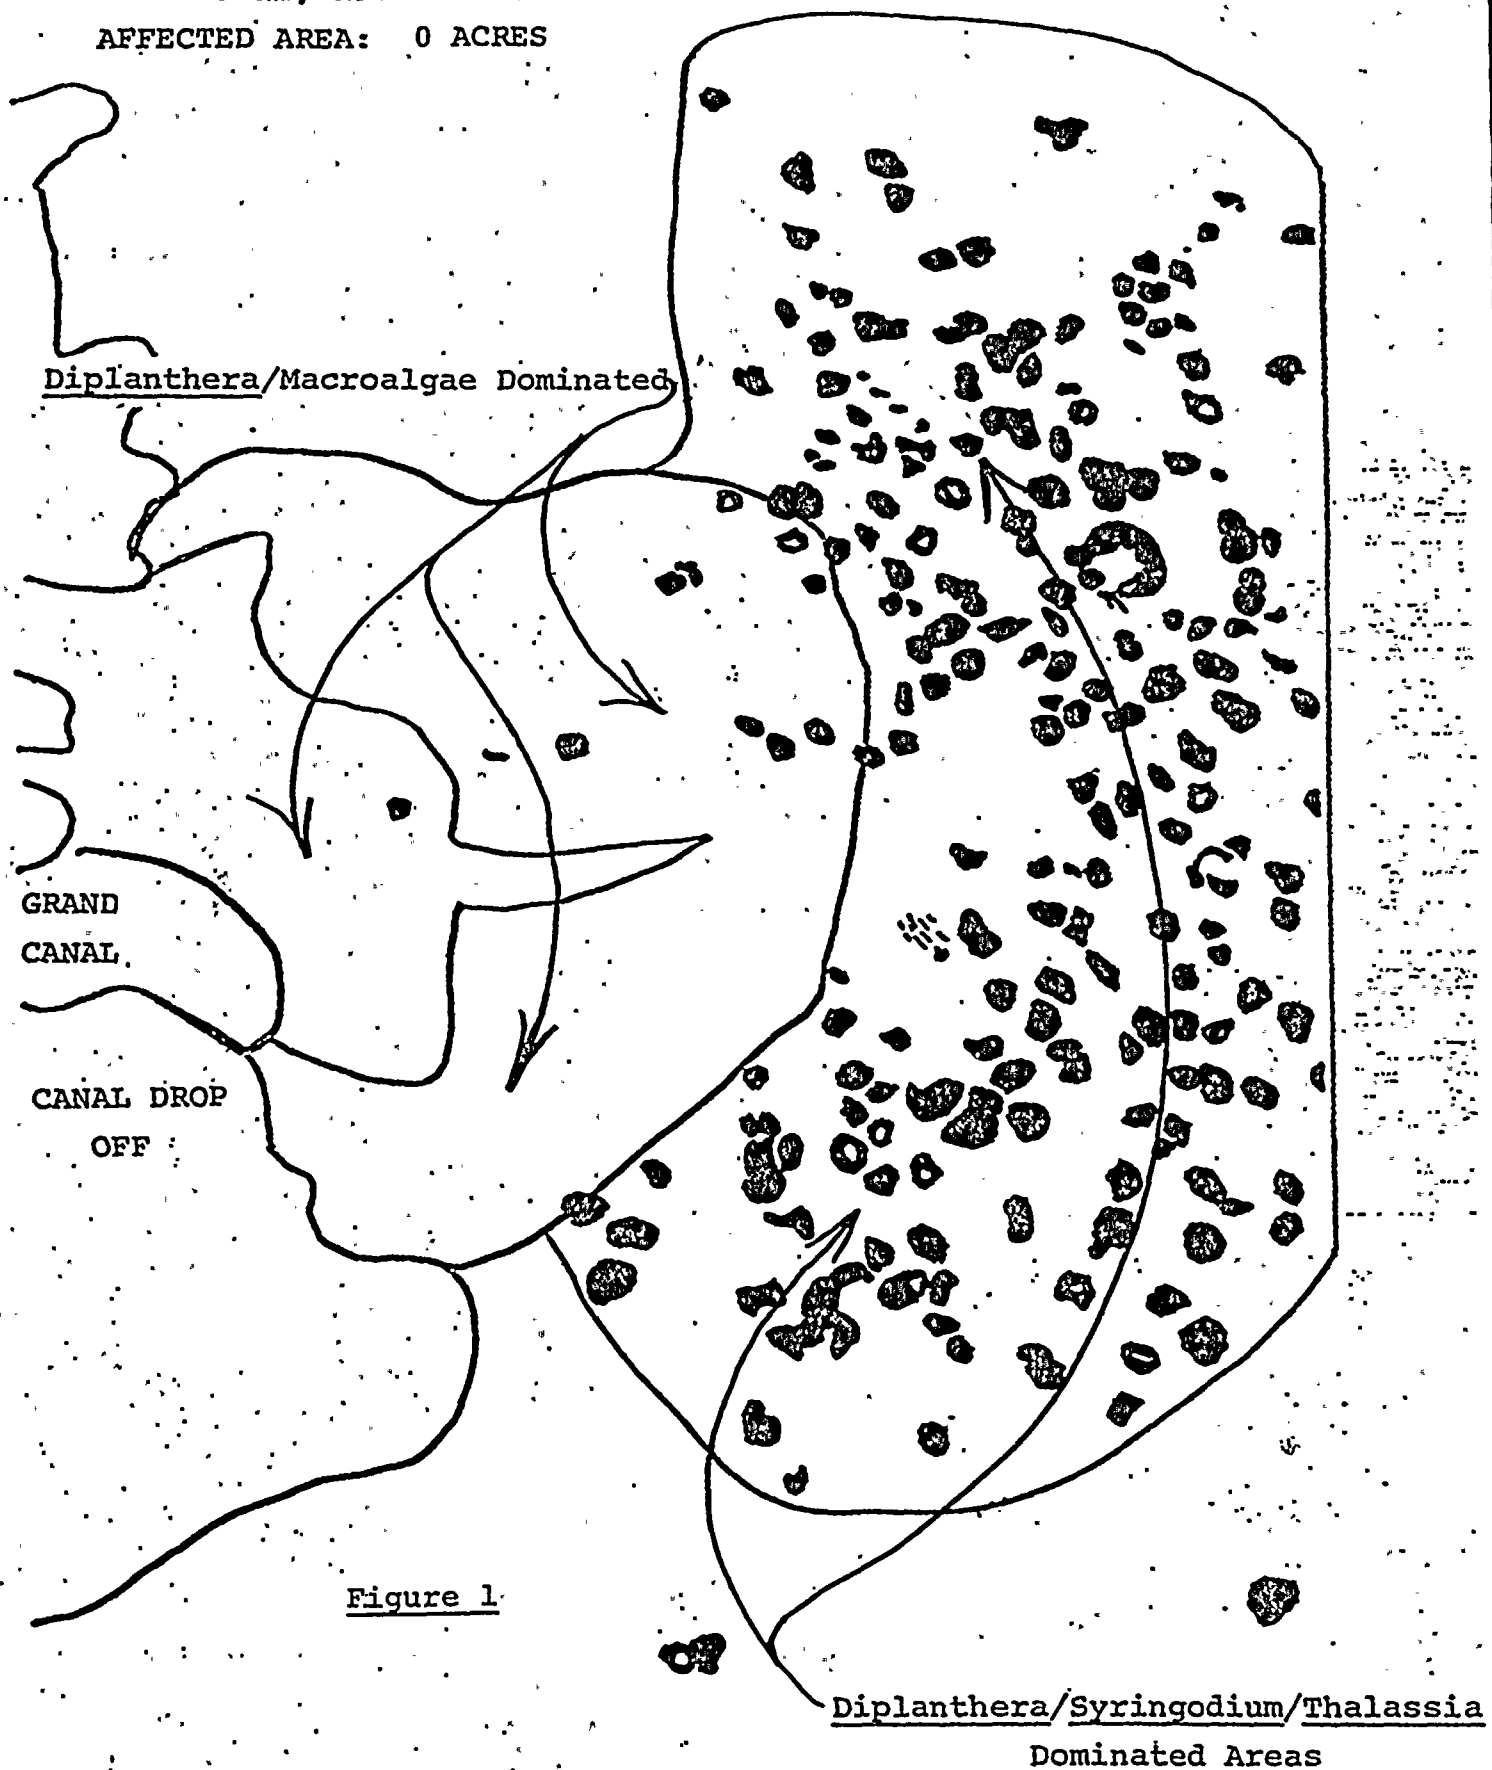 AFFECTED AREA: 0 ACRES
Diplanthera/Macroalgae Dominated
GRAND
CANAL
CANAL DROP
OFF
Figure 1
Diplanthera/Syringodium/Thalassia
Dominated Areas